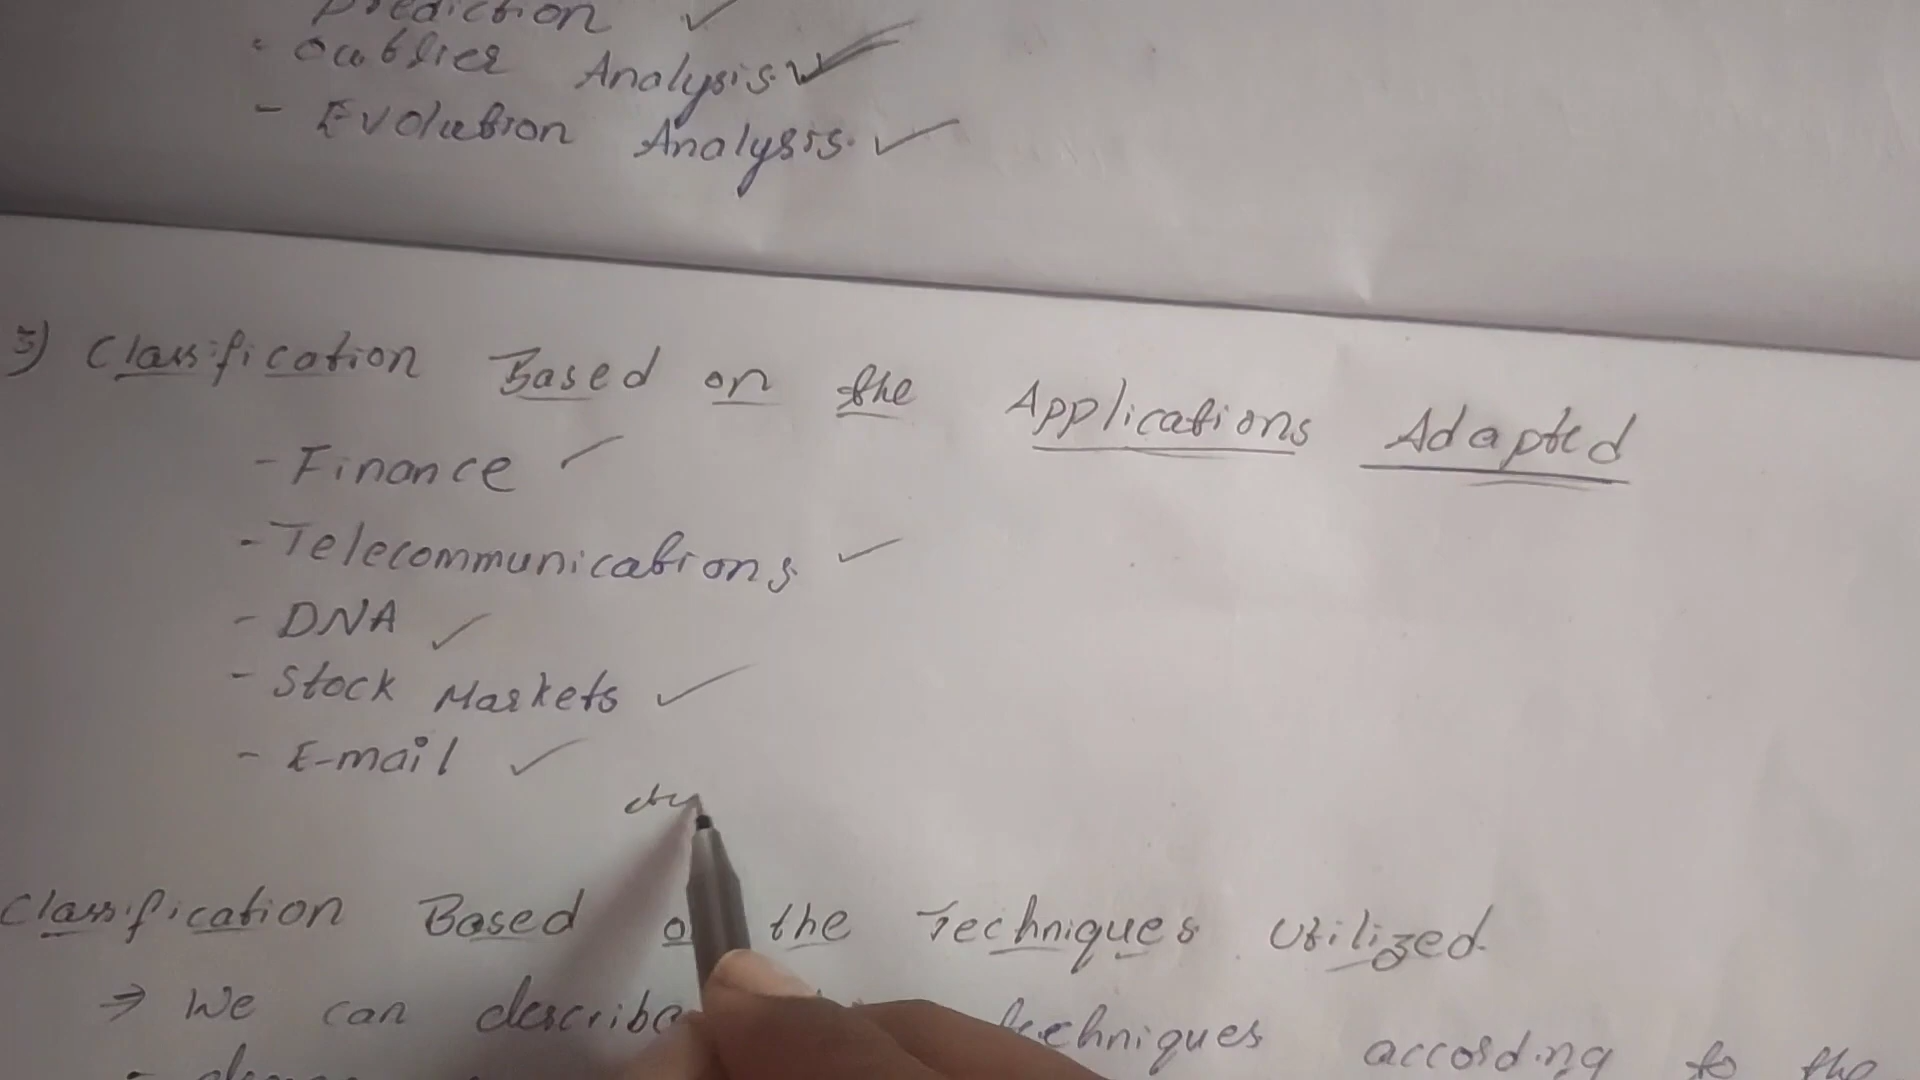 Prediction ✓
• Outlier Analysis. ✓
- Evolution Analysis. ✓
3) Classification Based on the Applications Adapted
- Finance ✓
- Telecommunications. ✓
- DNA ✓
- Stock Markets ✓
- E-mail ✓
Classification Based the Techniques Utilized.
⇒ We can describe techniques according to the